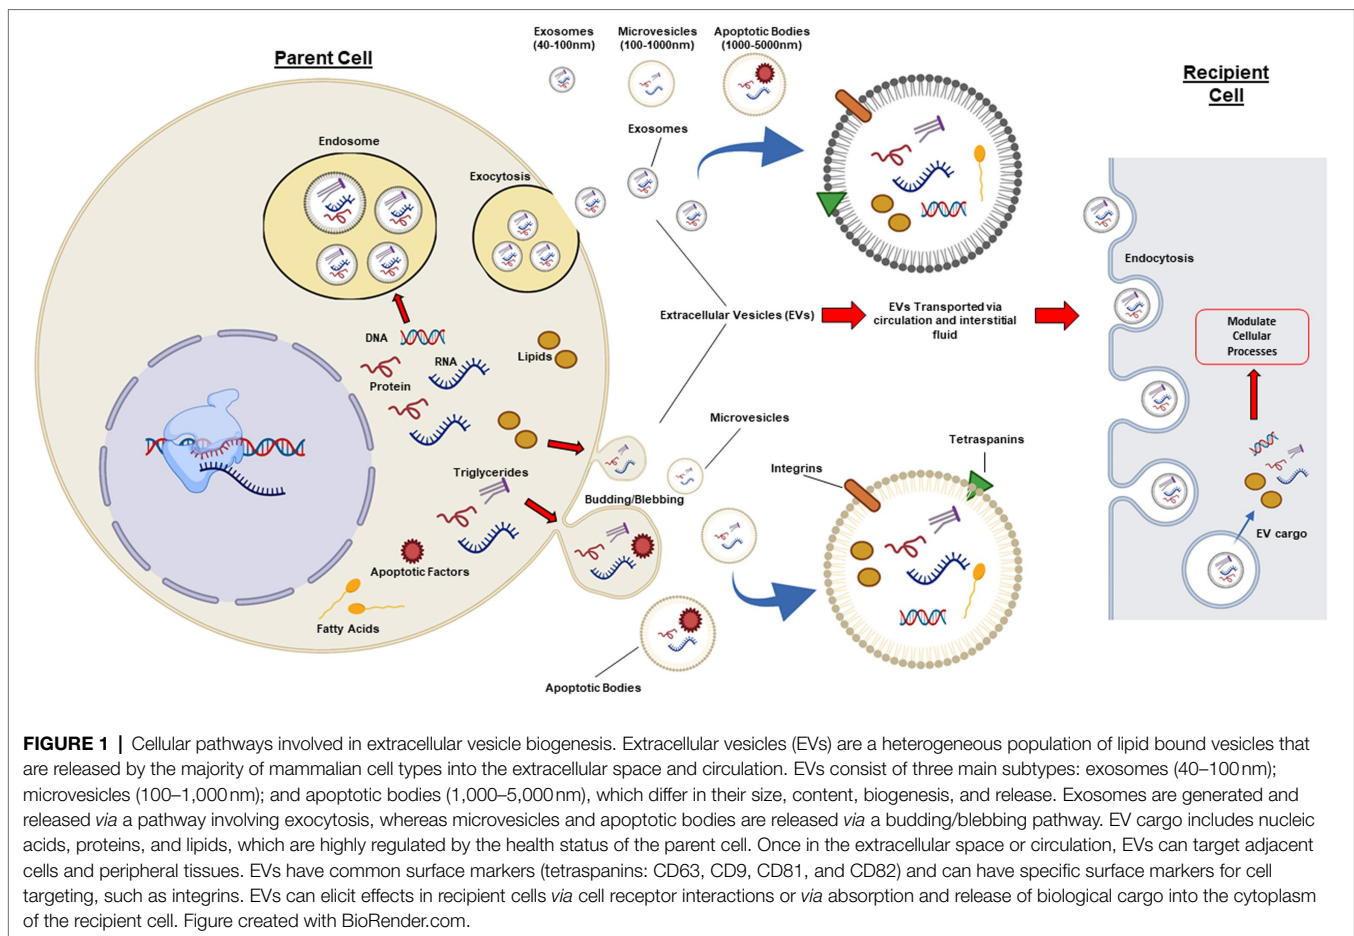 Exosomes
(40-100nm)
Microvesicles
(100-1000nm)
Apoptotic Bodies
(1000-5000nm)
Parent Cell
Recipient
Cell
Exosomes
Endosome
Exocytosis
Endocytosis
Extracellular Vesicles (EVs)
EVs Transported via
circulation and interstitial
fluid
Modulate
Cellular
Processes
DNA
RNA
Lipids
Protein
Microvesicles
Tetraspanins
Integrins
Triglycerides
Budding/Blebbing
EV cargo
Apoptotic Factors
Fatty Acids
Apoptotic Bodies
FIGURE 1 | Cellular pathways involved in extracellular vesicle biogenesis. Extracellular vesicles (EVs) are a heterogeneous population of lipid bound vesicles that
are released by the majority of mammalian cell types into the extracellular space and circulation. EVs consist of three main subtypes: exosomes (40–100 nm);
microvesicles (100–1,000 nm); and apoptotic bodies (1,000–5,000 nm), which differ in their size, content, biogenesis, and release. Exosomes are generated and
released via a pathway involving exocytosis, whereas microvesicles and apoptotic bodies are released via a budding/blebbing pathway. EV cargo includes nucleic
acids, proteins, and lipids, which are highly regulated by the health status of the parent cell. Once in the extracellular space or circulation, EVs can target adjacent
cells and peripheral tissues. EVs have common surface markers (tetraspanins: CD63, CD9, CD81, and CD82) and can have specific surface markers for cell
targeting, such as integrins. EVs can elicit effects in recipient cells via cell receptor interactions or via absorption and release of biological cargo into the cytoplasm
of the recipient cell. Figure created with BioRender.com.